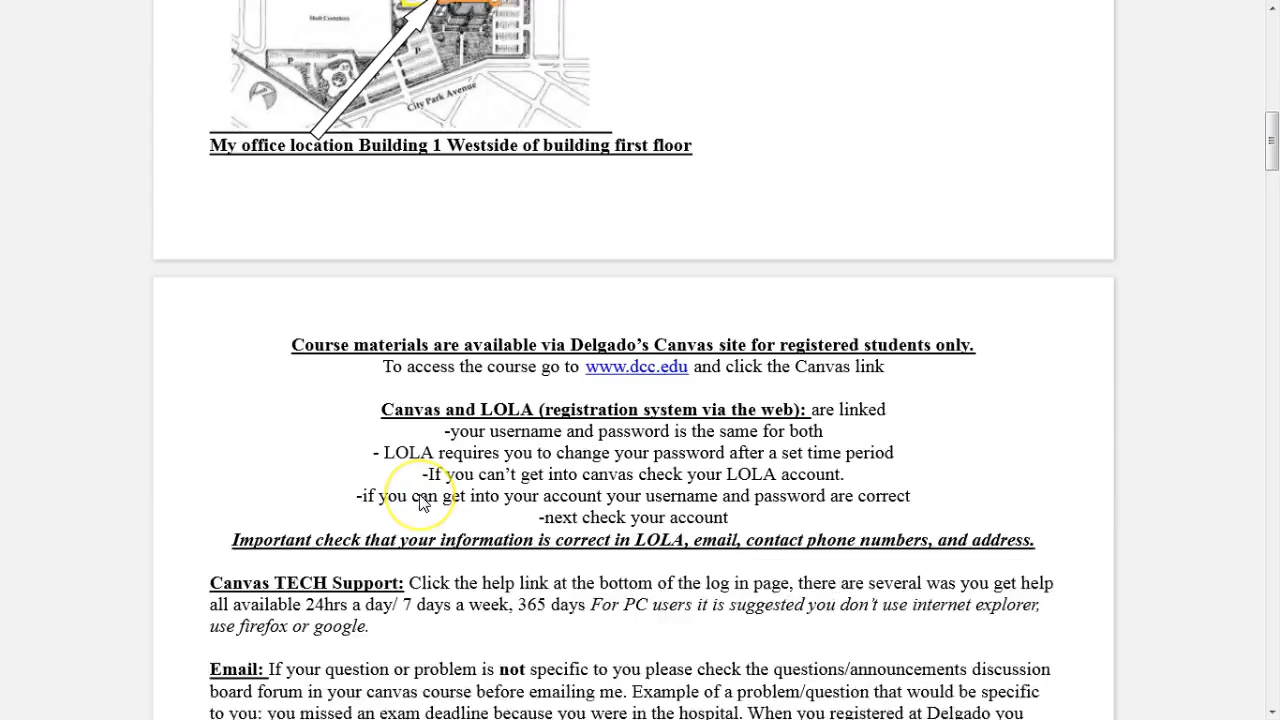 P
P
City Park Avenue
My office location Building 1 Westside of building first floor
Course materials are available via Delgado’s Canvas site for registered students only.
To access the course go to www.dcc.edu and click the Canvas link
Canvas and LOLA (registration system via the web): are linked
-your username and password is the same for both
- LOLA requires you to change your password after a set time period
-If you can’t get into canvas check your LOLA account.
-if you can get into your account your username and password are correct
-next check your account
Important check that your information is correct in LOLA, email, contact phone numbers, and address.
Canvas TECH Support: Click the help link at the bottom of the log in page, there are several was you get help
all available 24hrs a day/ 7 days a week, 365 days For PC users it is suggested you don’t use internet explorer,
use firefox or google.
Email: If your question or problem is not specific to you please check the questions/announcements discussion
board forum in your canvas course before emailing me. Example of a problem/question that would be specific
to you: you missed an exam deadline because you were in the hospital. When you registered at Delgado you